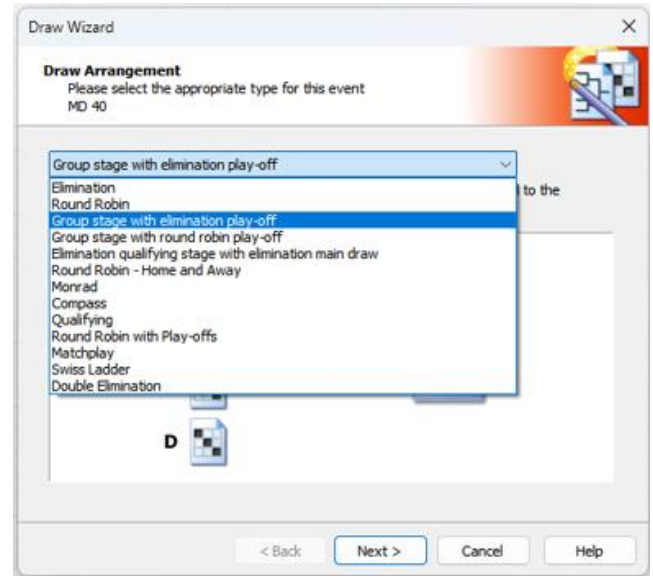 Draw Wizard
Draw Arrangement
Please select the appropriate type for this event
MD 40
Group stage with elimination play-off
to the
Elimination
Round Robin
Group stage with elimination play-off
Group stage with round robin play-off
Elimination qualifying stage with elimination main draw
Round Robin - Home and Away
Monrad
Compass
Qualifying
Round Robin with Play-offs
Matchplay
Swiss Ladder
Double Elimination
D
< Back Next > Cancel Help